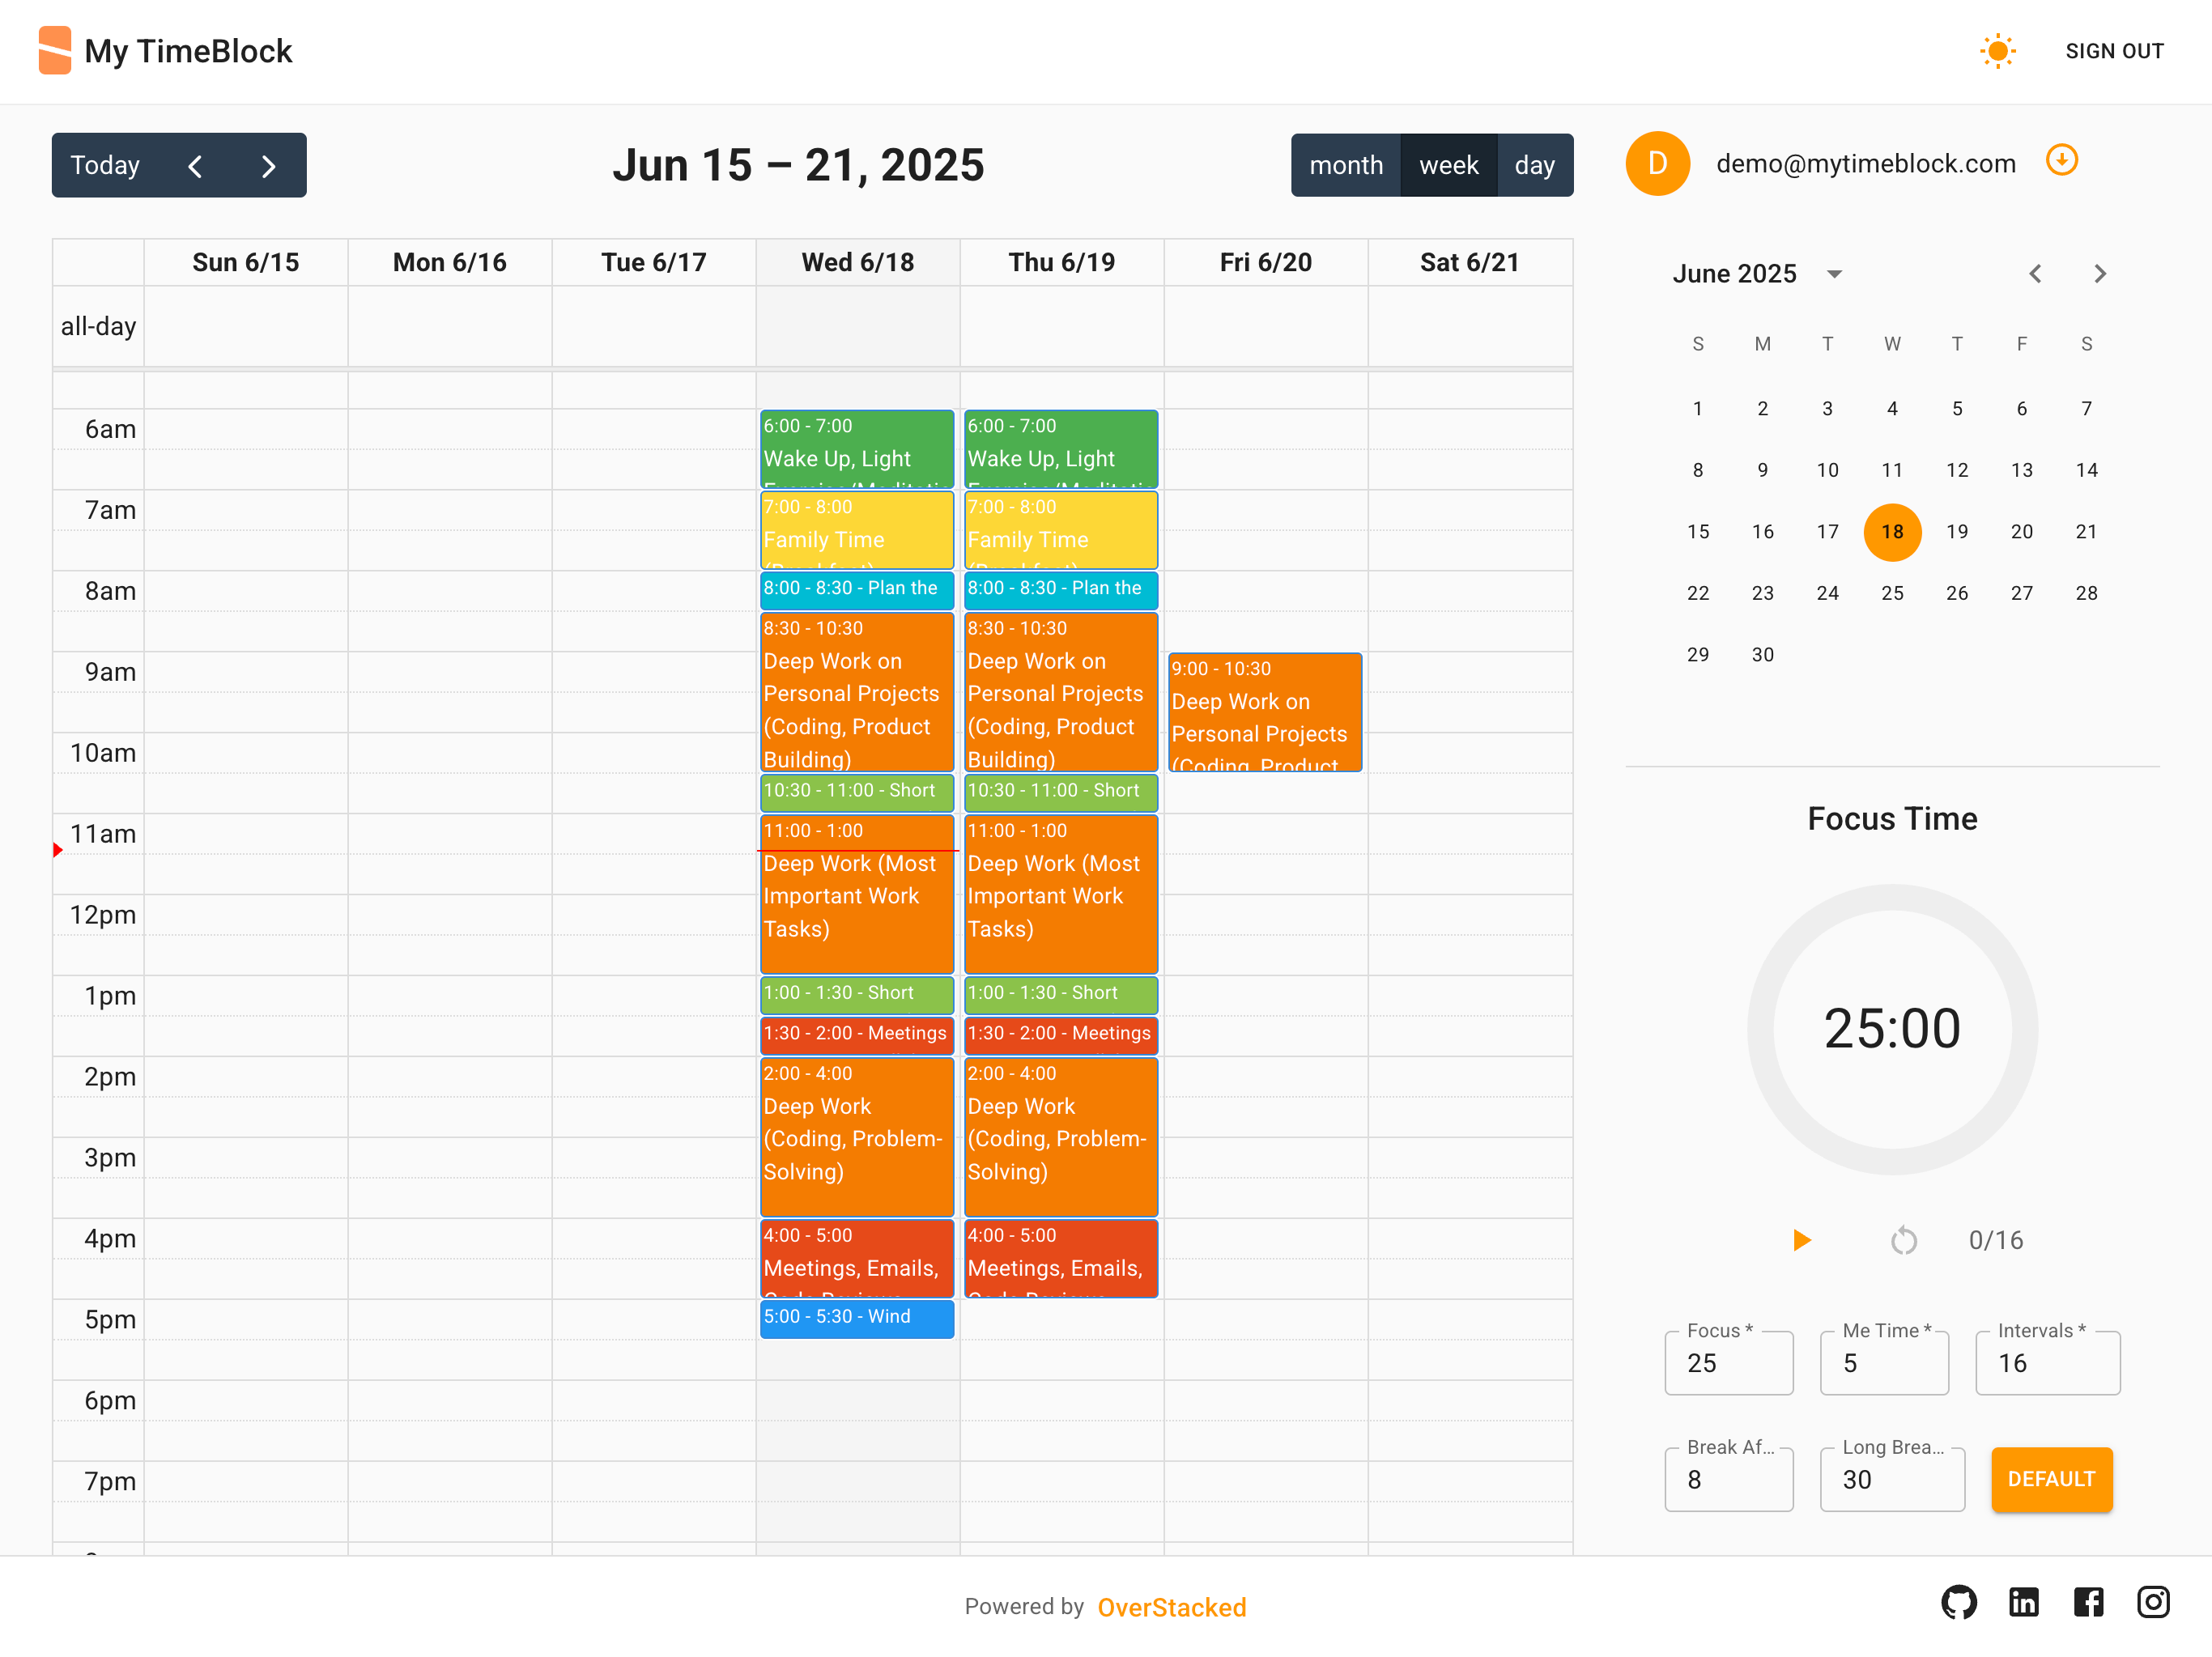 My TimeBlock
SIGN OUT
Today
Jun 15 – 21, 2025
month
week
day
D
demo@mytimeblock.com
Sun 6/15
Mon 6/16
Tue 6/17
Wed 6/18
Thu 6/19
Fri 6/20
Sat 6/21
all-day
6am
7am
8am
9am
10am
11am
12pm
1pm
2pm
3pm
4pm
5pm
6pm
7pm
6:00 - 7:00
Wake Up, Light
7:00 - 8:00
Family Time
8:00 - 8:30 - Plan the
8:30 - 10:30
Deep Work on
Personal Projects
(Coding, Product
Building)
10:30 - 11:00 - Short
11:00 - 1:00
Deep Work (Most
Important Work
Tasks)
1:00 - 1:30 - Short
1:30 - 2:00 - Meetings
2:00 - 4:00
Deep Work
(Coding, Problem-
Solving)
4:00 - 5:00
Meetings, Emails,
5:00 - 5:30 - Wind
6:00 - 7:00
Wake Up, Light
7:00 - 8:00
Family Time
8:00 - 8:30 - Plan the
8:30 - 10:30
Deep Work on
Personal Projects
(Coding, Product
Building)
10:30 - 11:00 - Short
11:00 - 1:00
Deep Work (Most
Important Work
Tasks)
1:00 - 1:30 - Short
1:30 - 2:00 - Meetings
2:00 - 4:00
Deep Work
(Coding, Problem-
Solving)
4:00 - 5:00
Meetings, Emails,
9:00 - 10:30
Deep Work on
Personal Projects
(Coding, Product
June 2025
S M T W T F S
1 2 3 4 5 6 7
8 9 10 11 12 13 14
15 16 17 18 19 20 21
22 23 24 25 26 27 28
29 30
Focus Time
25:00
0/16
Focus *
25
Me Time *
5
Intervals *
16
Break Af...
8
Long Brea...
30
DEFAULT
Powered by OverStacked